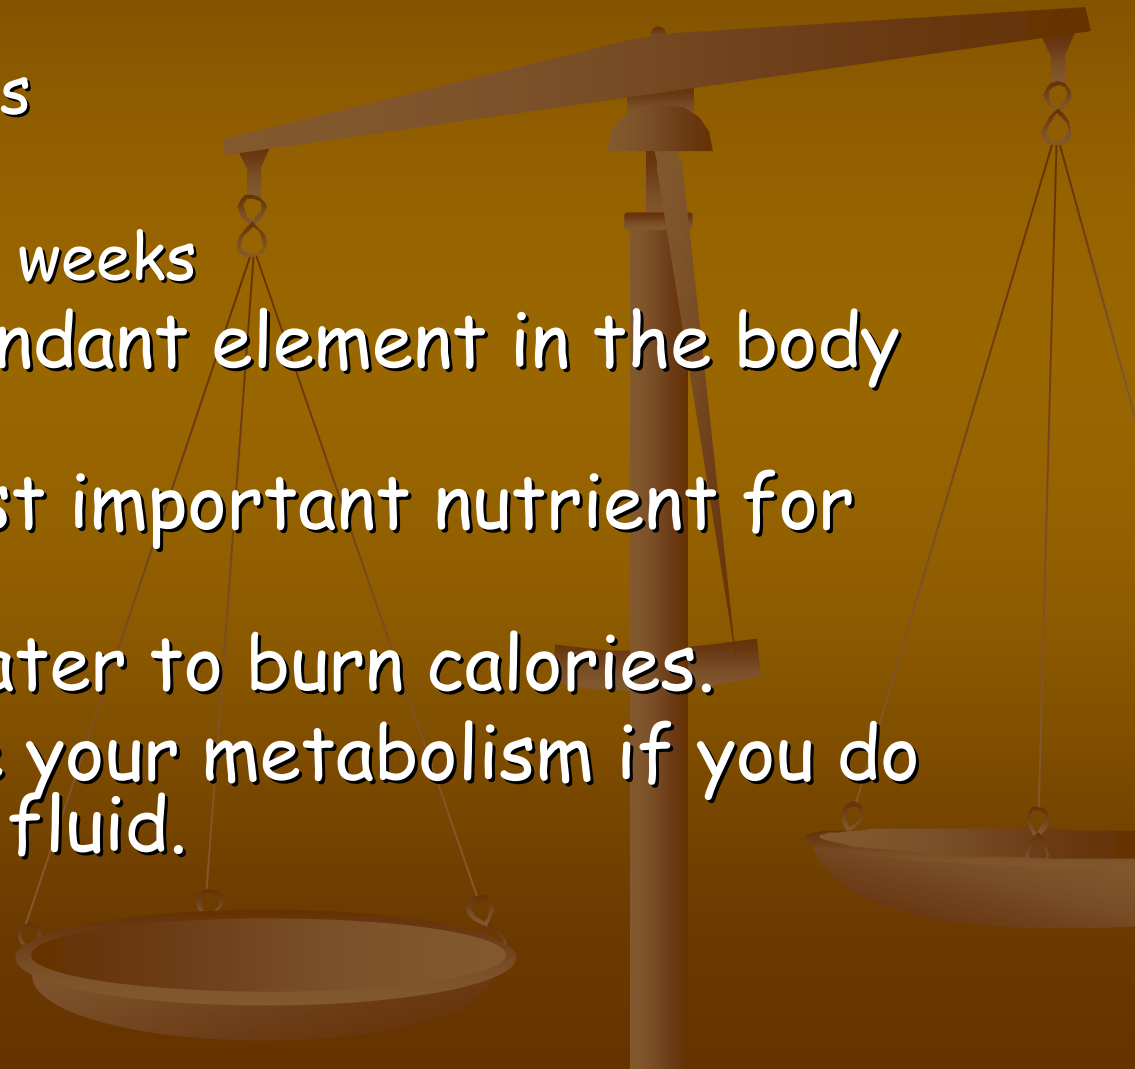 s
weeks
ndant element in the body
st important nutrient for
ater to burn calories.
e your metabolism if you do
fluid.